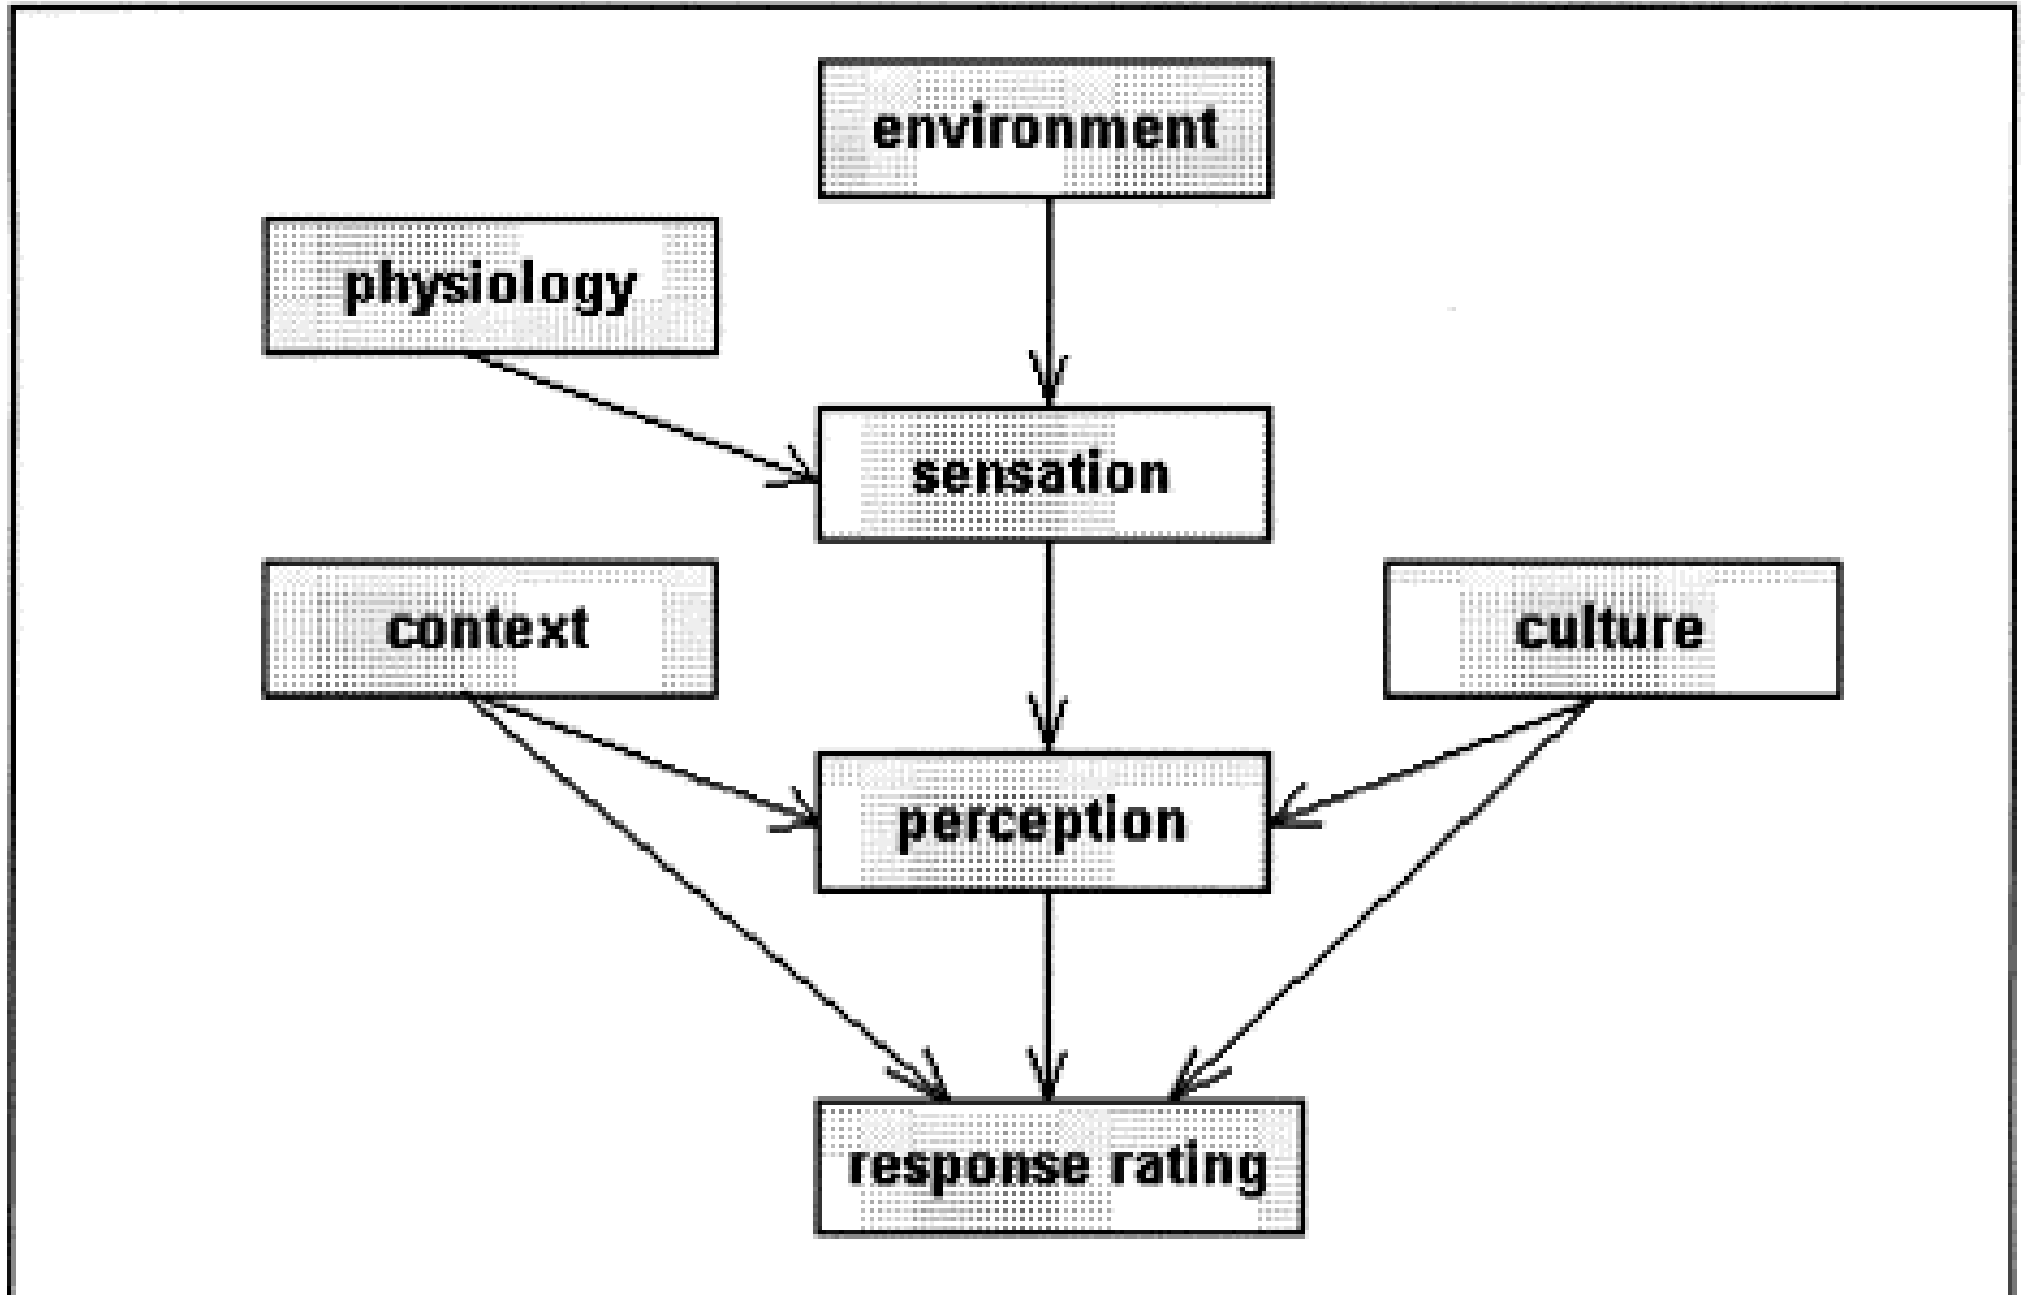 environment
physiology
sensation
context
culture
perception
response rating